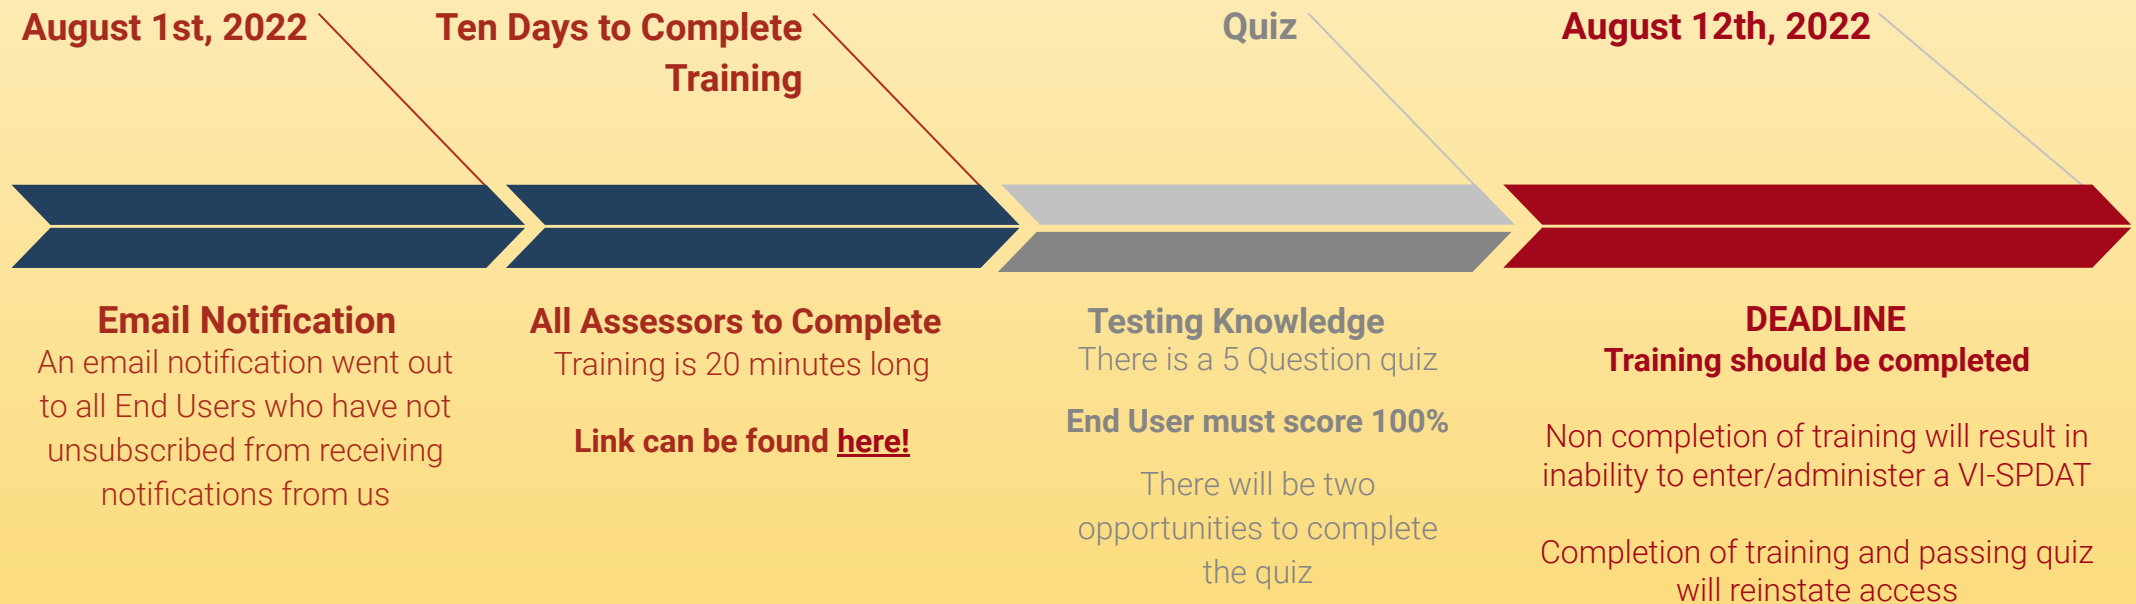 August 1st, 2022
Ten Days to Complete
Training
Quiz
August 12th, 2022
Email Notification
An email notification went out
to all End Users who have not
unsubscribed from receiving
notifications from us
All Assessors to Complete
Training is 20 minutes long
Link can be found here!
Testing Knowledge
There is a 5 Question quiz
End User must score 100%
There will be two
opportunities to complete
the quiz
DEADLINE
Training should be completed
Non completion of training will result in
inability to enter/administer a VI-SPDAT
Completion of training and passing quiz
will reinstate access